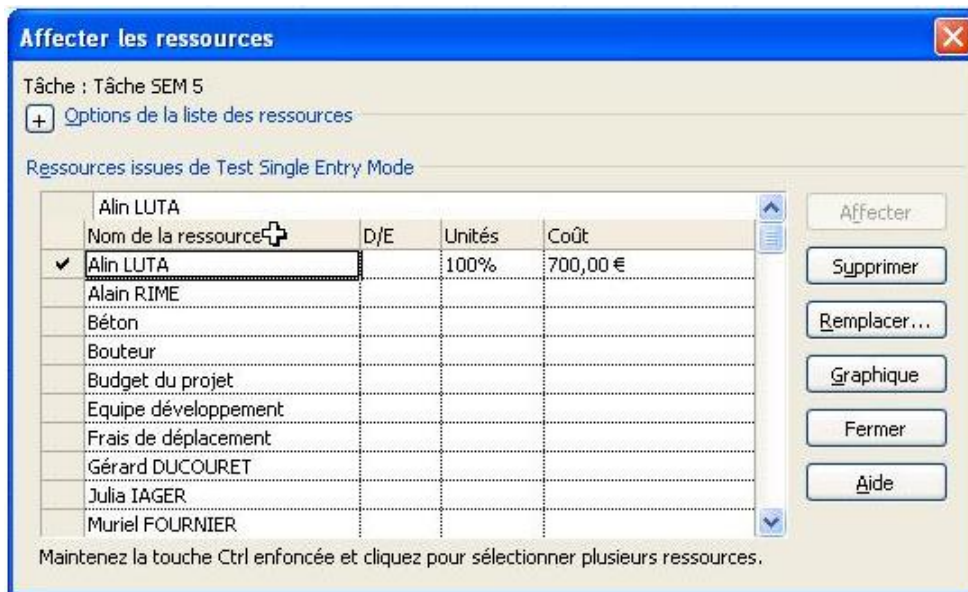 Affecter les ressources
Tâche : Tâche SEM 5
+ Options de la liste des ressources
Ressources issues de Test Single Entry Mode
Alin LUTA
Nom de la ressource D/E Unités Coût
Alin LUTA 100% 700,00 €
Alain RIME
Béton
Bouteur
Budget du projet
Equipe développement
Frais de déplacement
Gérard DUCOURET
Julia IAGER
Muriel FOURNIER
Affecter
Supprimer
Remplacer...
Graphique
Fermer
Aide
Maintenez la touche Ctrl enfoncée et cliquez pour sélectionner plusieurs ressources.